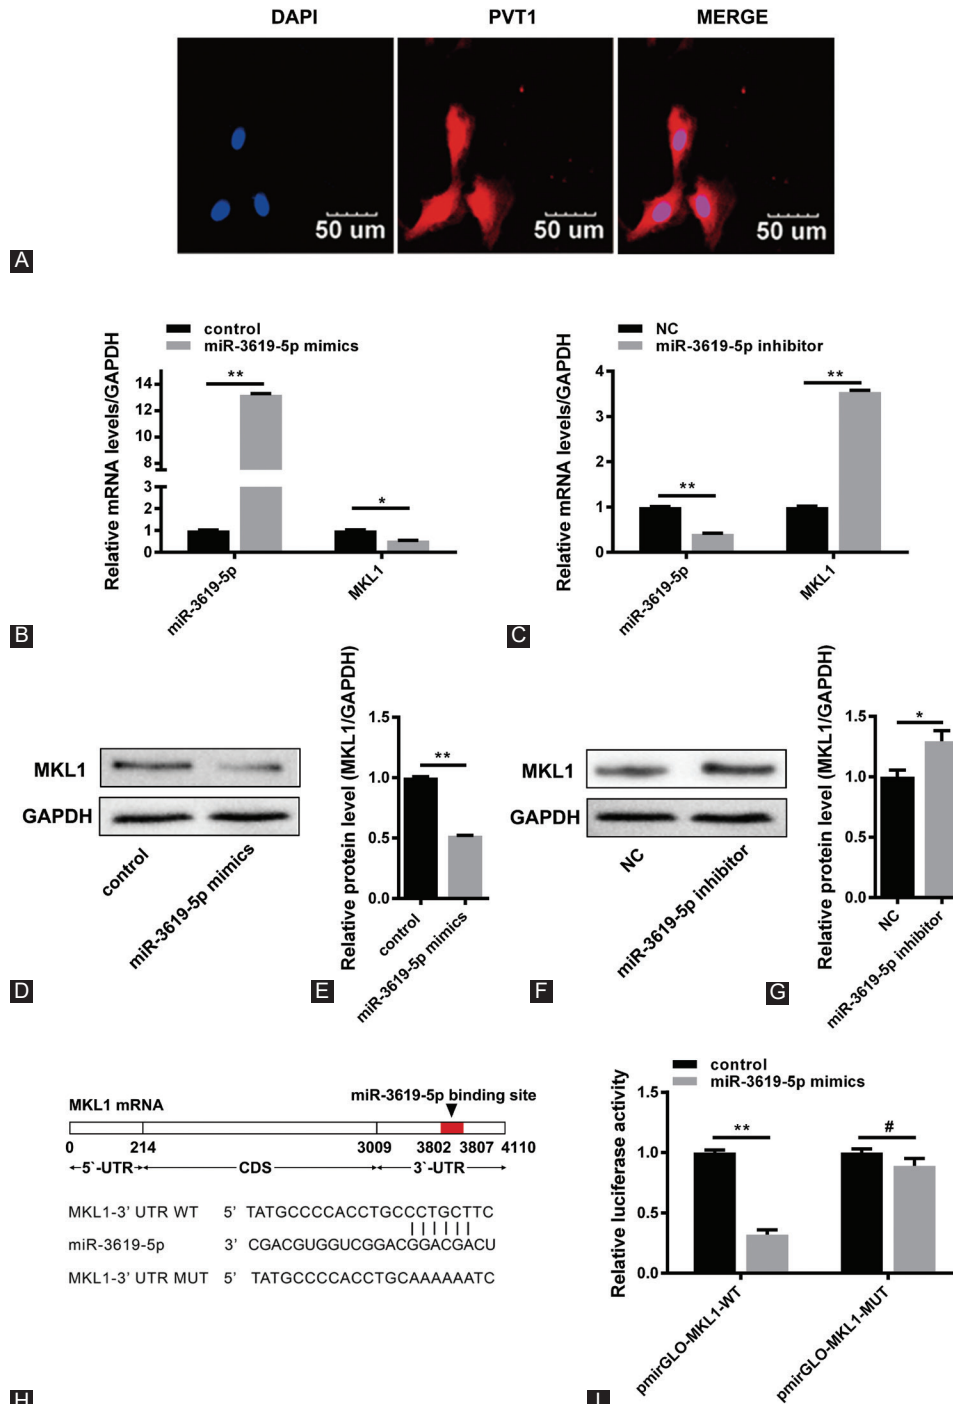 DAPI PVT1 MERGE
50 um 50 um 50 um
A
control
miR-3619-5p mimics
Relative mRNA levels/GAPDH
14
12
10
8
3
2
1
0
**
*
miR-3619-5p MKL1
B
NC
miR-3619-5p inhibitor
Relative mRNA levels/GAPDH
4
3
2
1
0
**
**
miR-3619-5p MKL1
C
MKL1
GAPDH
control miR-3619-5p mimics
D
Relative protein level (MKL1/GAPDH)
1.5
1.0
0.5
0.0
**
control miR-3619-5p mimics
E
MKL1
GAPDH
NC miR-3619-5p inhibitor
F
Relative protein level (MKL1/GAPDH)
1.5
1.0
0.5
0.0
*
NC miR-3619-5p inhibitor
G
miR-3619-5p binding site
MKL1 mRNA
0 214 3009 3802 3807 4110
5`-UTR CDS 3`-UTR
MKL1-3' UTR WT 5' TATGCCCCACCTGCCCTGCTTC
miR-3619-5p 3' CGACGUGGUCGGACGGACGACU
MKL1-3' UTR MUT 5' TATGCCCCACCTGCAAAAAATC
H
control
miR-3619-5p mimics
Relative luciferase activity
1.5
1.0
0.5
0.0
**
#
pmirGLO-MKL1-WT pmirGLO-MKL1-MUT
I